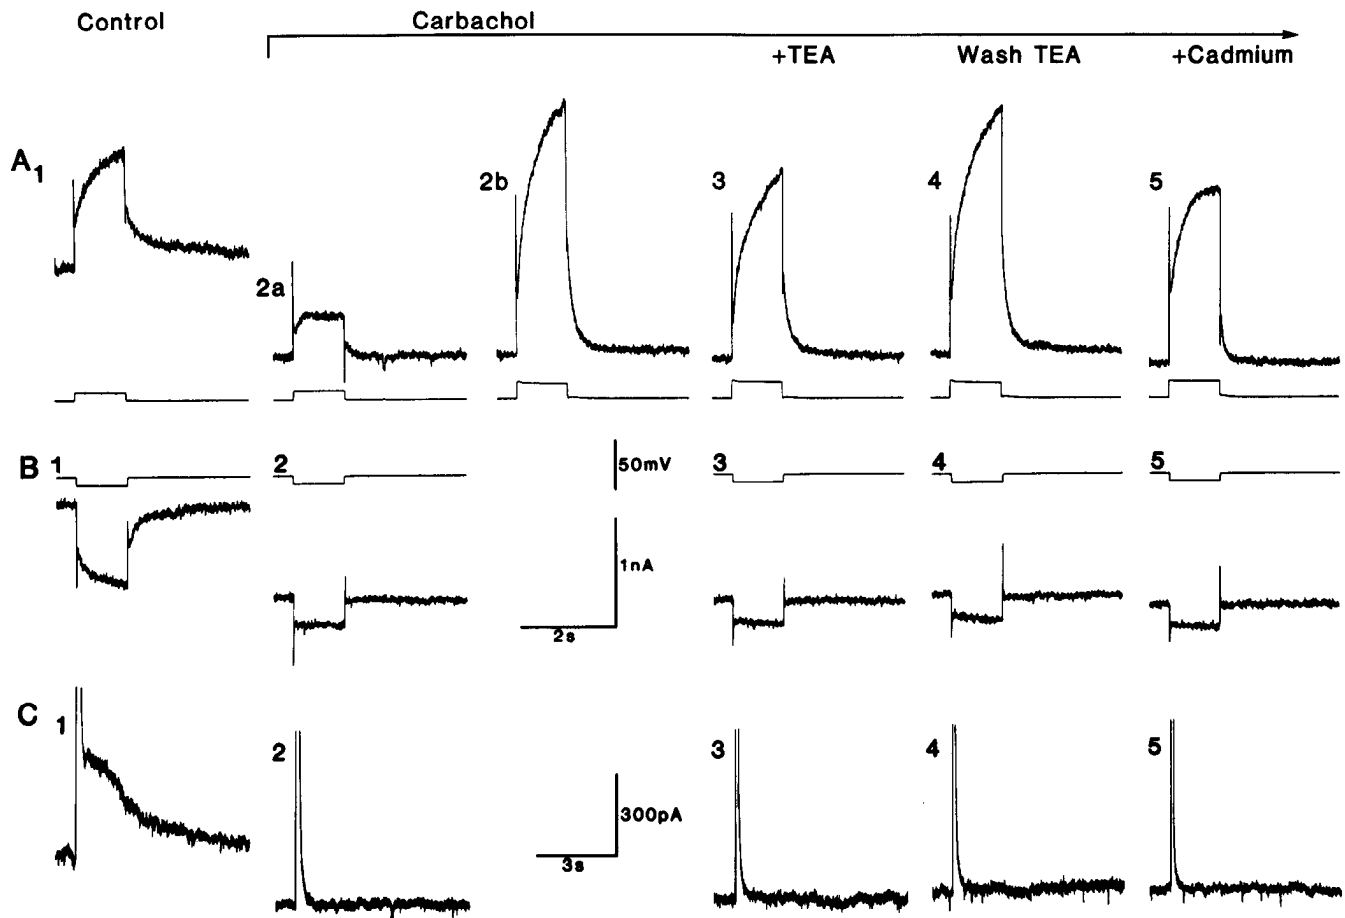 Control Carbachol
+TEA Wash TEA +Cadmium
A1 2a 2b 3 4 5
B 1 2 50mV 3 4 5
1nA
2s
C 1 2 3 4 5
300pA
3s